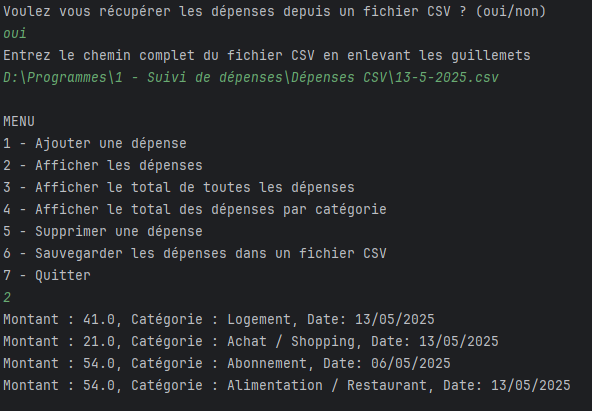 Voulez vous récupérer les dépenses depuis un fichier CSV ? (oui/non)
oui
Entrez le chemin complet du fichier CSV en enlevant les guillemets
D:\Programmes\1 - Suivi de dépenses\Dépenses CSV\13-5-2025.csv
MENU
1 - Ajouter une dépense
2 - Afficher les dépenses
3 - Afficher le total de toutes les dépenses
4 - Afficher le total des dépenses par catégorie
5 - Supprimer une dépense
6 - Sauvegarder les dépenses dans un fichier CSV
7 - Quitter
2
Montant : 41.0, Catégorie : Logement, Date: 13/05/2025
Montant : 21.0, Catégorie : Achat / Shopping, Date: 13/05/2025
Montant : 54.0, Catégorie : Abonnement, Date: 06/05/2025
Montant : 54.0, Catégorie : Alimentation / Restaurant, Date: 13/05/2025